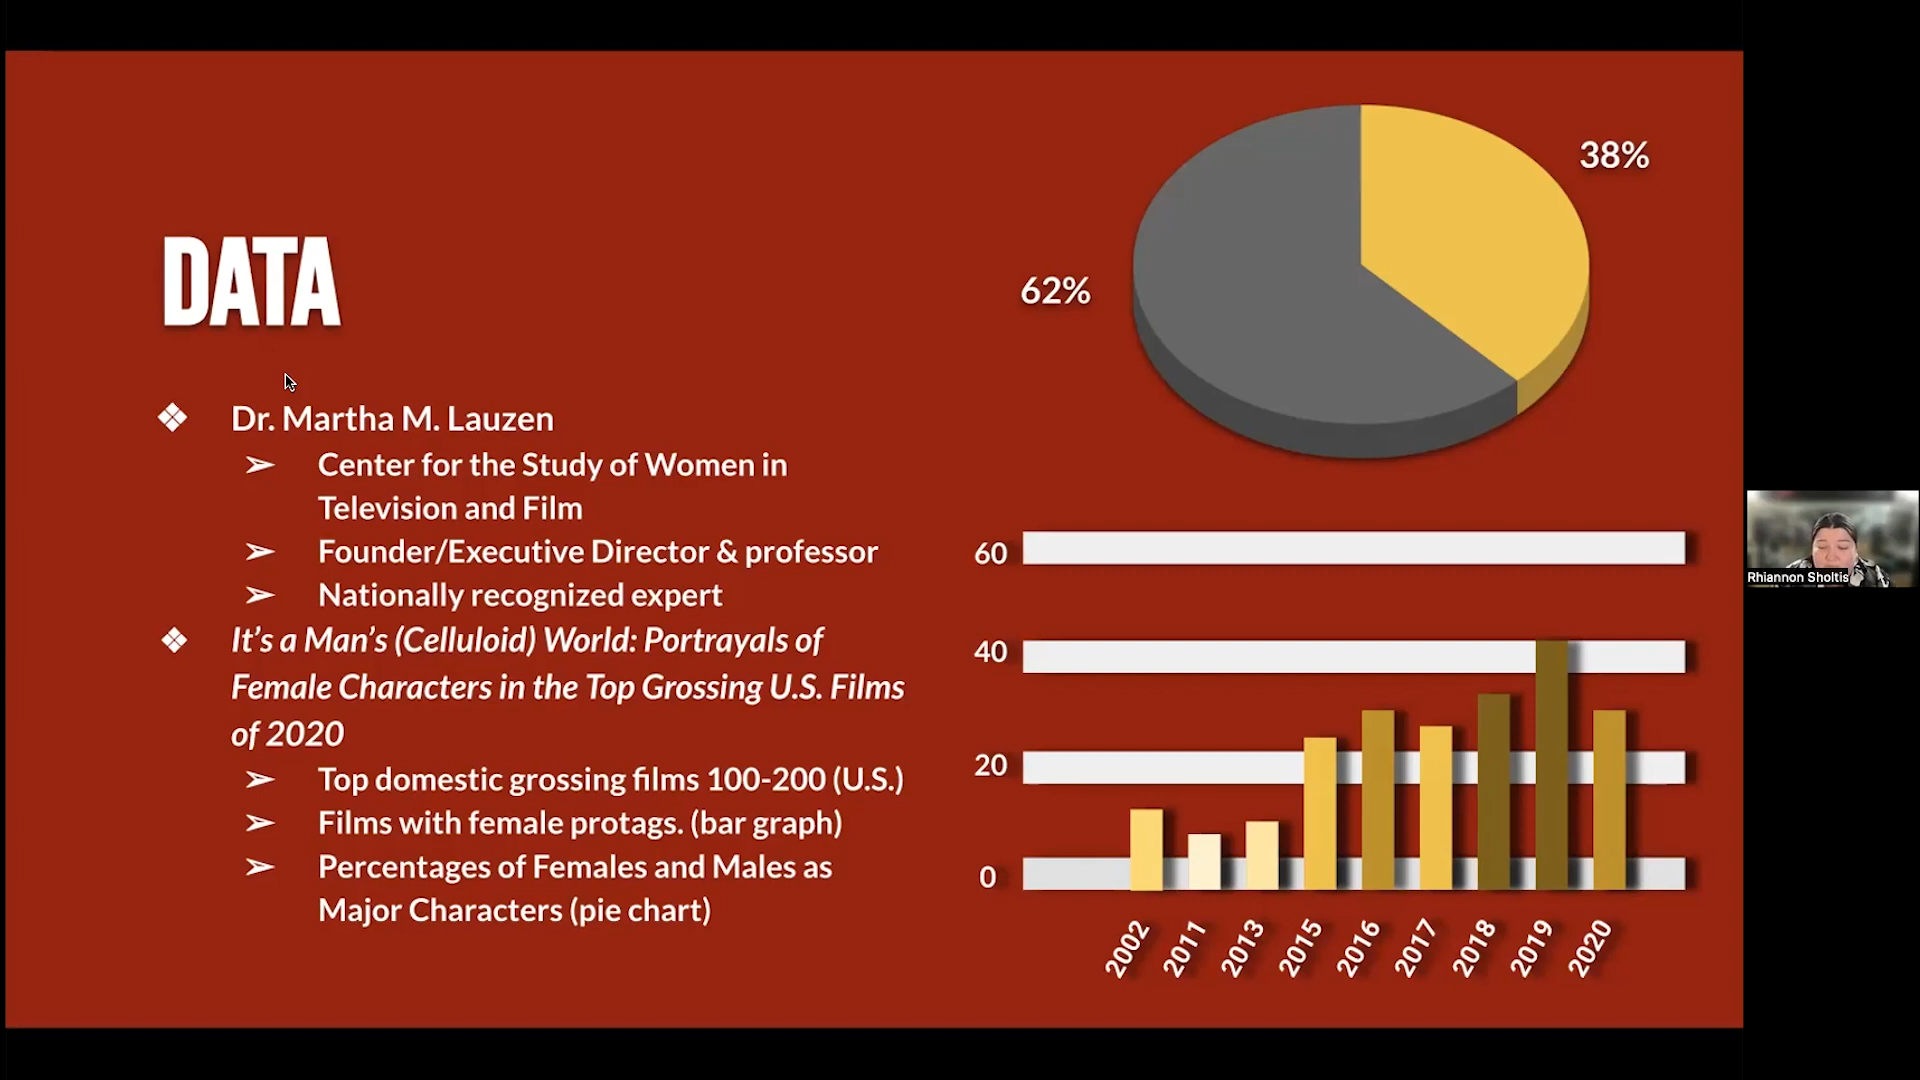 DATA
Dr. Martha M. Lauzen
Center for the Study of Women in
Television and Film
Founder/Executive Director & professor
Nationally recognized expert
It's a Man's (Celluloid) World: Portrayals of
Female Characters in the Top Grossing U.S. Films
of 2020
Top domestic grossing films 100-200 (U.S.)
Films with female protags. (bar graph)
Percentages of Females and Males as
Major Characters (pie chart)
38%
62%
60
40
20
0
2002 2011 2013 2015 2016 2017 2018 2019 2020
Rhiannon Sholtis